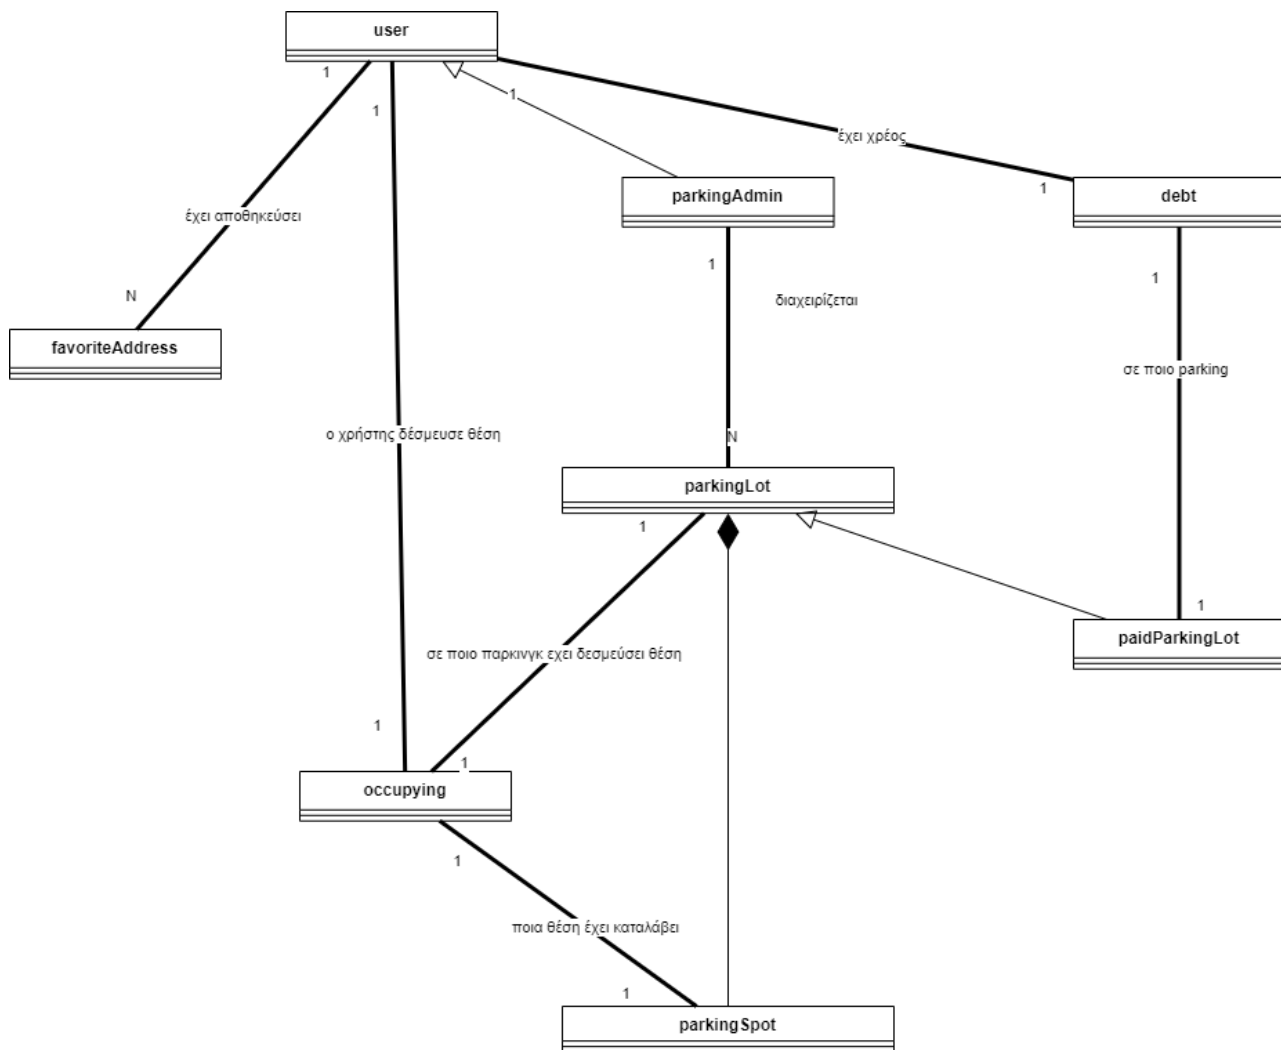 user
1
1
1
έχει χρέος
parkingAdmin
1
debt
έχει αποθηκεύσει
1
1
N
διαχειρίζεται
favoriteAddress
σε ποιο parking
ο χρήστης δέσμευσε θέση
N
parkingLot
1
1
paidParkingLot
σε ποιο παρκινγκ εχει δεσμεύσει θέση
1
1
occupying
1
ποια θέση έχει καταλάβει
1
parkingSpot